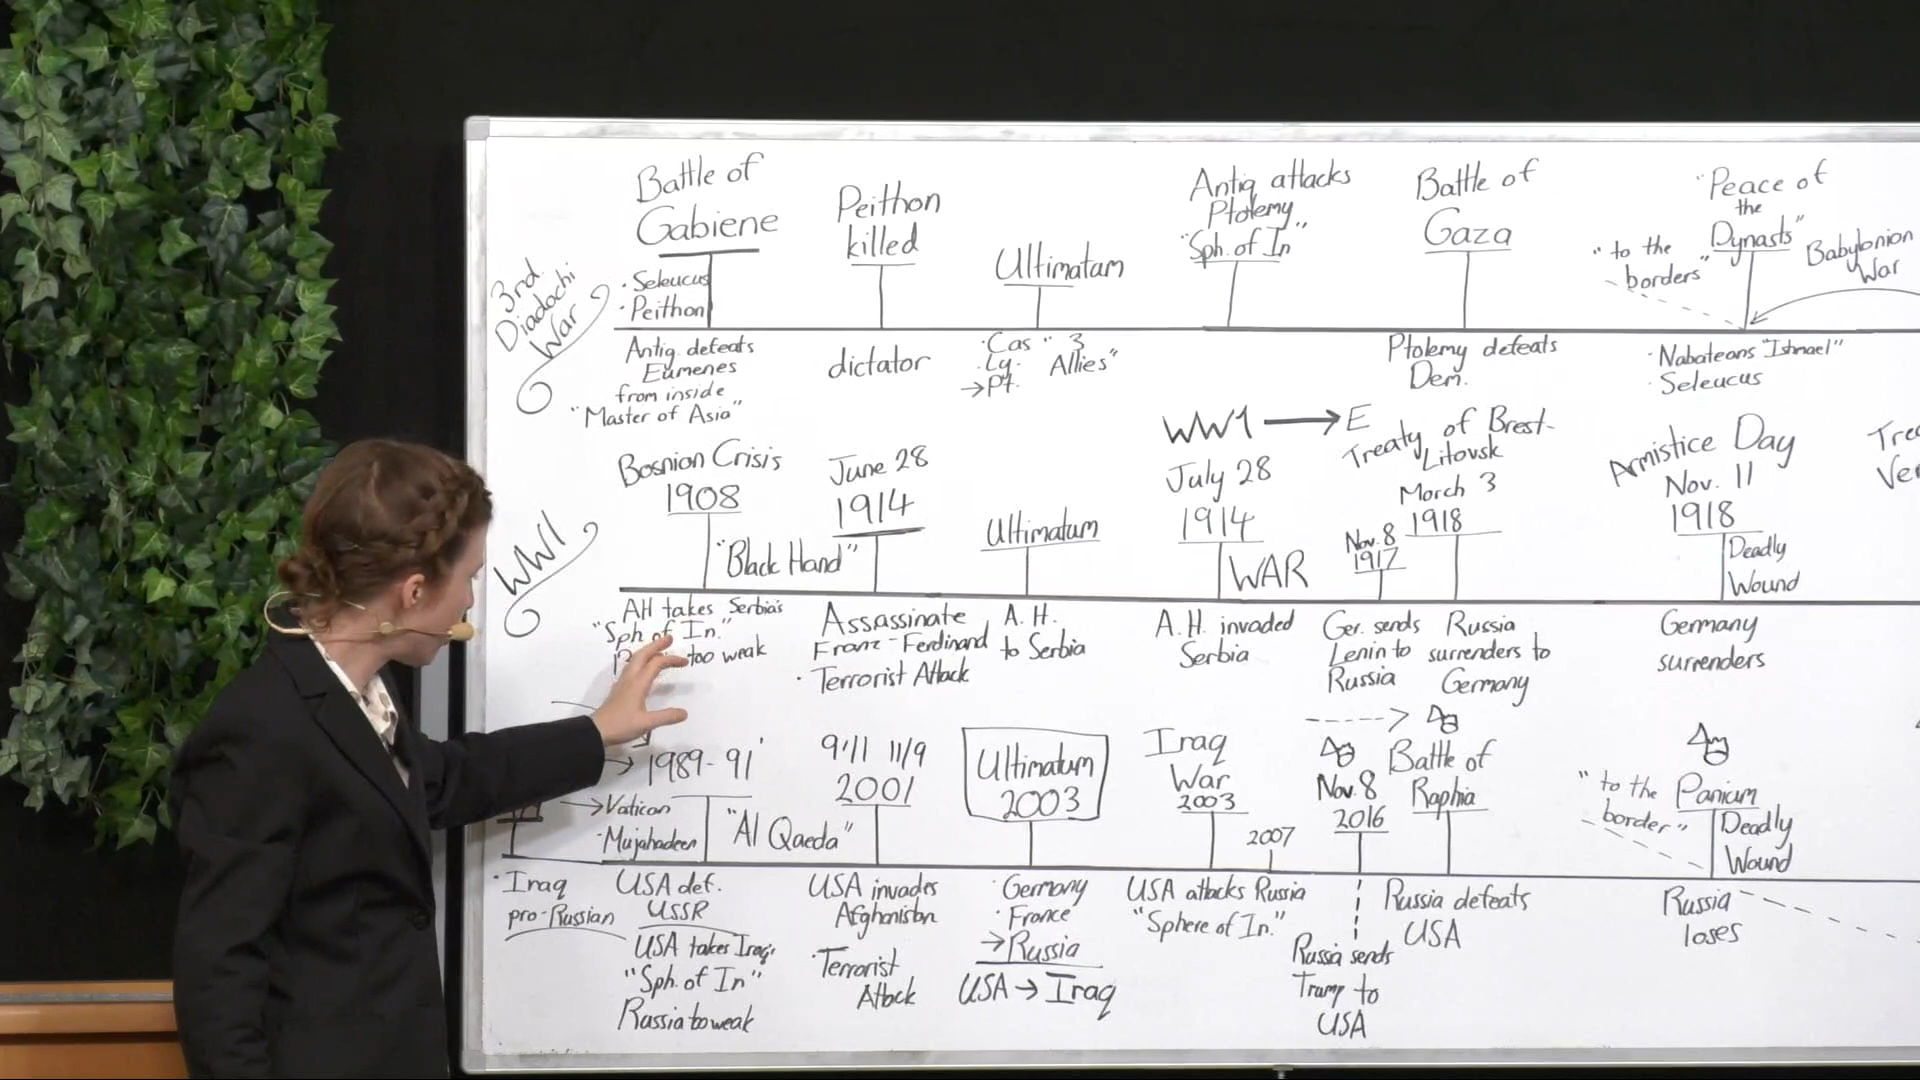 3rd
Diadachi
War
Battle of
Gabiene
· Seleucus
· Peithon
Antig. defeats
Eumenes
from inside
"Master of Asia"
Peithon
killed
dictator
Ultimatum
· Cas " 3
· Ly. Allies"
→ Pt.
Antig attacks
Ptolemy
"Sph. of In"
Battle of
Gaza
Ptolemy defeats
Dem.
"Peace of
the
Dynasts"
"to the
borders"
Babylonian
War
· Nabateans "Ishmael"
· Seleucus
WW1
Bosnian Crisis
1908
"Black Hand"
AH takes Serbia's
"Sph of In."
too weak
June 28
1914
Assassinate
Franz-Ferdinand
· Terrorist Attack
Ultimatum
A. H.
to Serbia
WW1 → E
July 28
1914
WAR
A.H. invaded
Serbia
Nov. 8
1917
Ger. sends
Lenin to
Russia
Treaty of Brest-
Litovsk
March 3
1918
Russia
surrenders to
Germany
Armistice Day
Nov. 11
1918
Deadly
Wound
Germany
surrenders
· Iraq
pro-Russian
→ 1989-91
→ Vatican
· Mujahadeen
"Al Qaeda"
USA def.
USSR
USA takes Iraq's
"Sph. of In"
Russia to weak
9/11 11/9
2001
USA invades
Afghanistan
· Terrorist
Attack
Ultimatum
2003
· Germany
· France
→ Russia
USA → Iraq
Iraq
War
2003
2007
USA attacks Russia
"Sphere of In."
Nov. 8
2016
Russia sends
Trump to
USA
Battle of
Raphia
Russia defeats
USA
"to the
border"
Panium
Deadly
Wound
Russia
loses